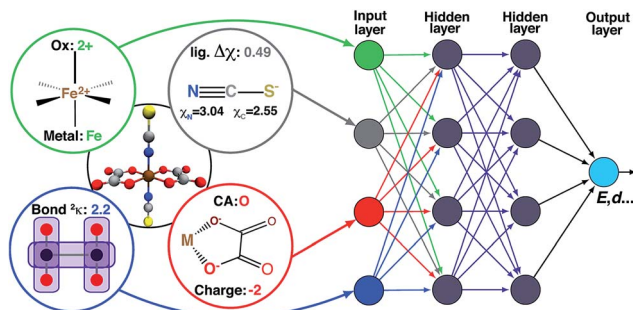 Ox: 2+
Fe2+
Metal: Fe
lig. Δχ: 0.49
N C S-
χN=3.04 χC=2.55
Bond ²κ: 2.2
CA: O
M
O-
O
O-
O
Charge: -2
Input layer
Hidden layer
Hidden layer
Output layer
E,d...